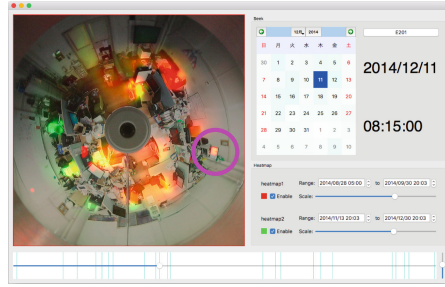 Seek
12月, 2014
日 月 火 水 木 金 土
30 1 2 3 4 5 6
7 8 9 10 11 12 13
14 15 16 17 18 19 20
21 22 23 24 25 26 27
28 29 30 31 1 2 3
4 5 6 7 8 9 10
E201
2014/12/11
08:15:00
Heatmap
heatmap1 Range: 2014/08/28 05:00 to 2014/09/30 20:03
Enable Scale:
heatmap2 Range: 2014/11/13 20:03 to 2014/12/30 20:03
Enable Scale: